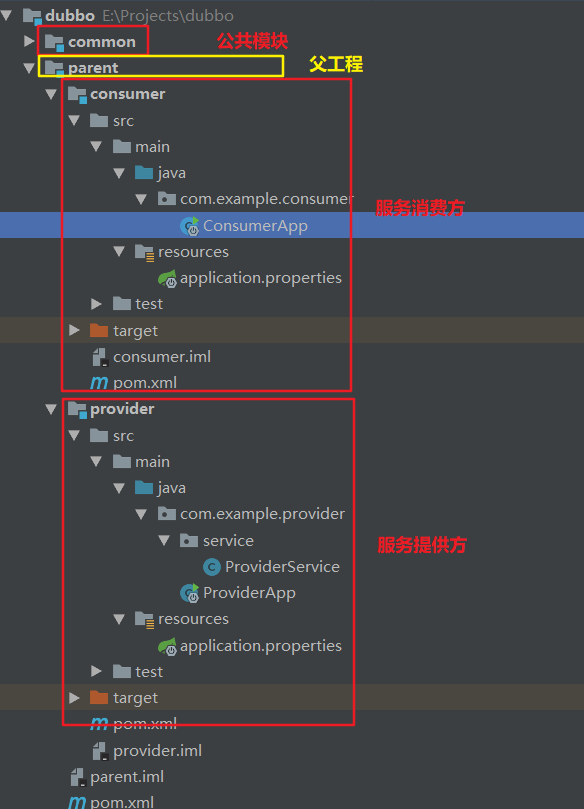 dubbo E:\Projects\dubbo
common 公共模块
parent 父工程
consumer
src
main
java
com.example.consumer
服务消费方
ConsumerApp
resources
application.properties
test
target
consumer.iml
pom.xml
provider
src
main
java
com.example.provider
service
服务提供方
ProviderService
ProviderApp
resources
application.properties
test
target
pom.xml
provider.iml
parent.iml
pom.xml